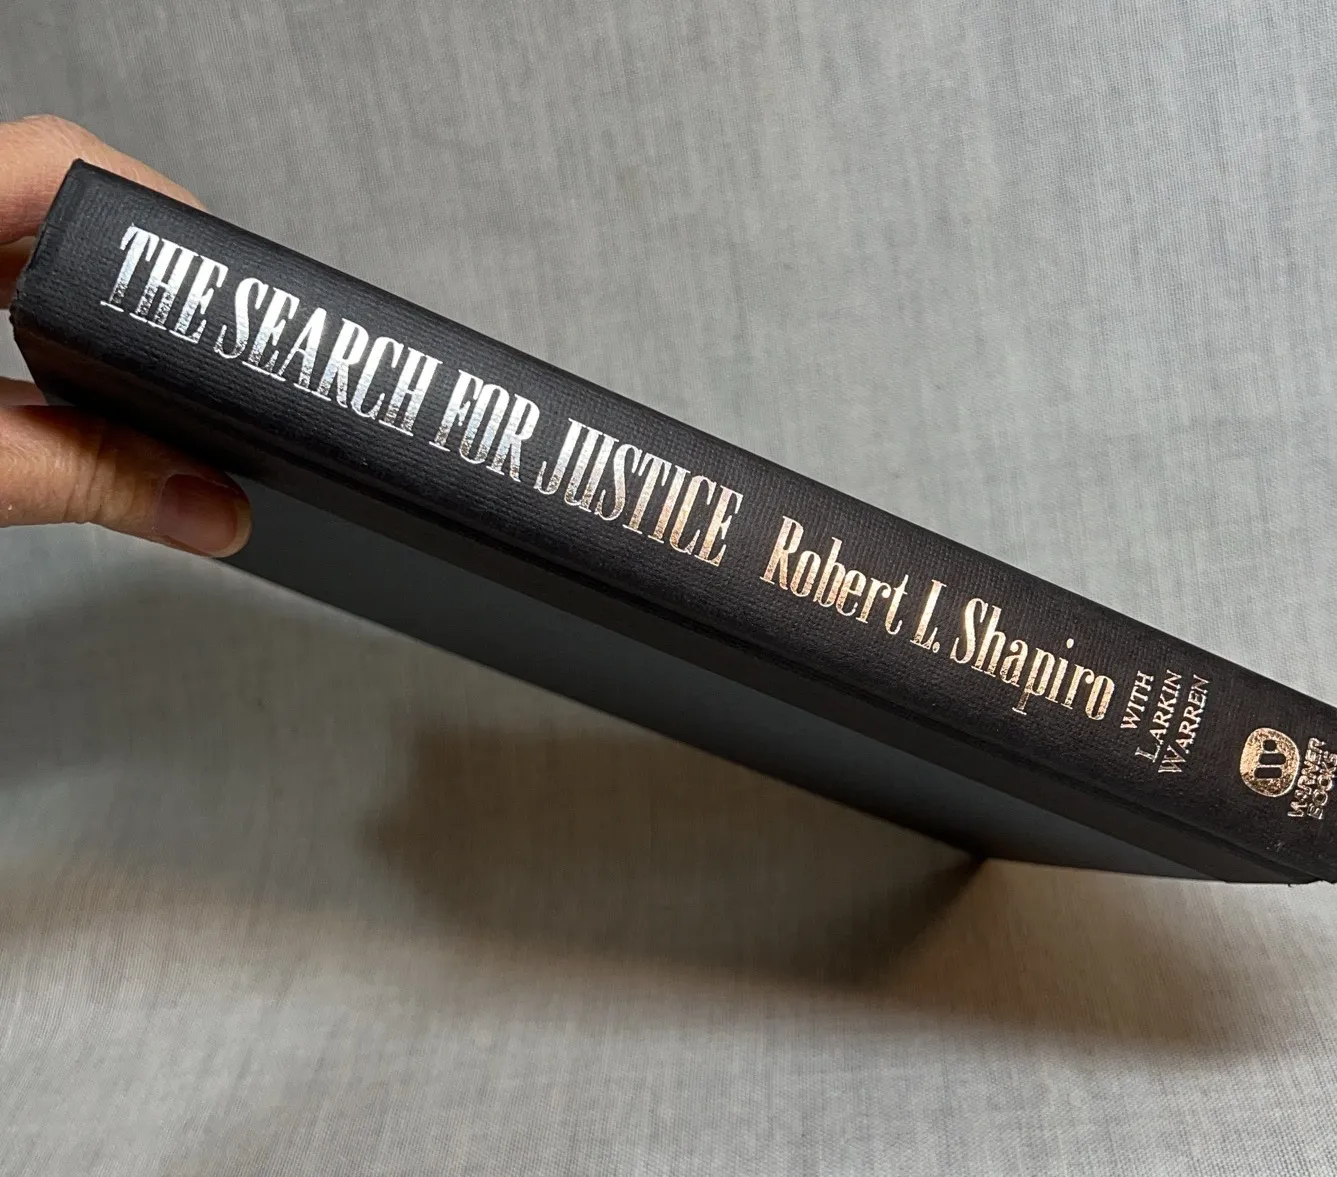 THE SEARCH FOR JUSTICE Robert L. Shapiro
WITH
LARKIN
WARREN
W
WARNER
BOOKS